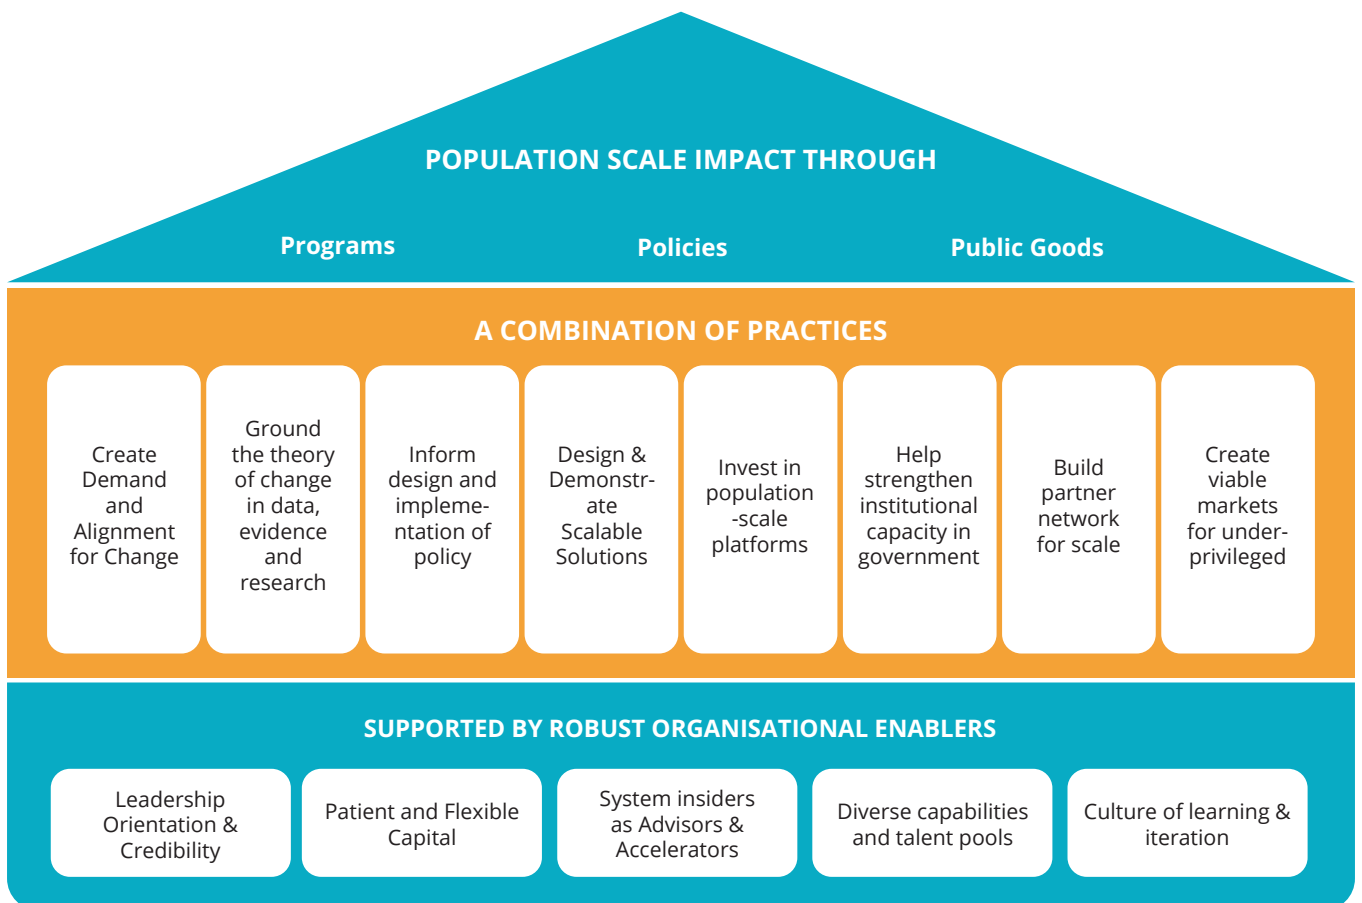 POPULATION SCALE IMPACT THROUGH
Programs
Policies
Public Goods
A COMBINATION OF PRACTICES
Create
Demand
and
Alignment
for Change
Ground
the theory
of change
in data,
evidence
and
research
Inform
design and
impleme-
ntation of
policy
Design &
Demonstr-
ate
Scalable
Solutions
Invest in
population
-scale
platforms
Help
strengthen
institutional
capacity in
government
Build
partner
network
for scale
Create
viable
markets
for under-
privileged
SUPPORTED BY ROBUST ORGANISATIONAL ENABLERS
Leadership
Orientation &
Credibility
Patient and Flexible
Capital
System insiders
as Advisors &
Accelerators
Diverse capabilities
and talent pools
Culture of learning &
iteration